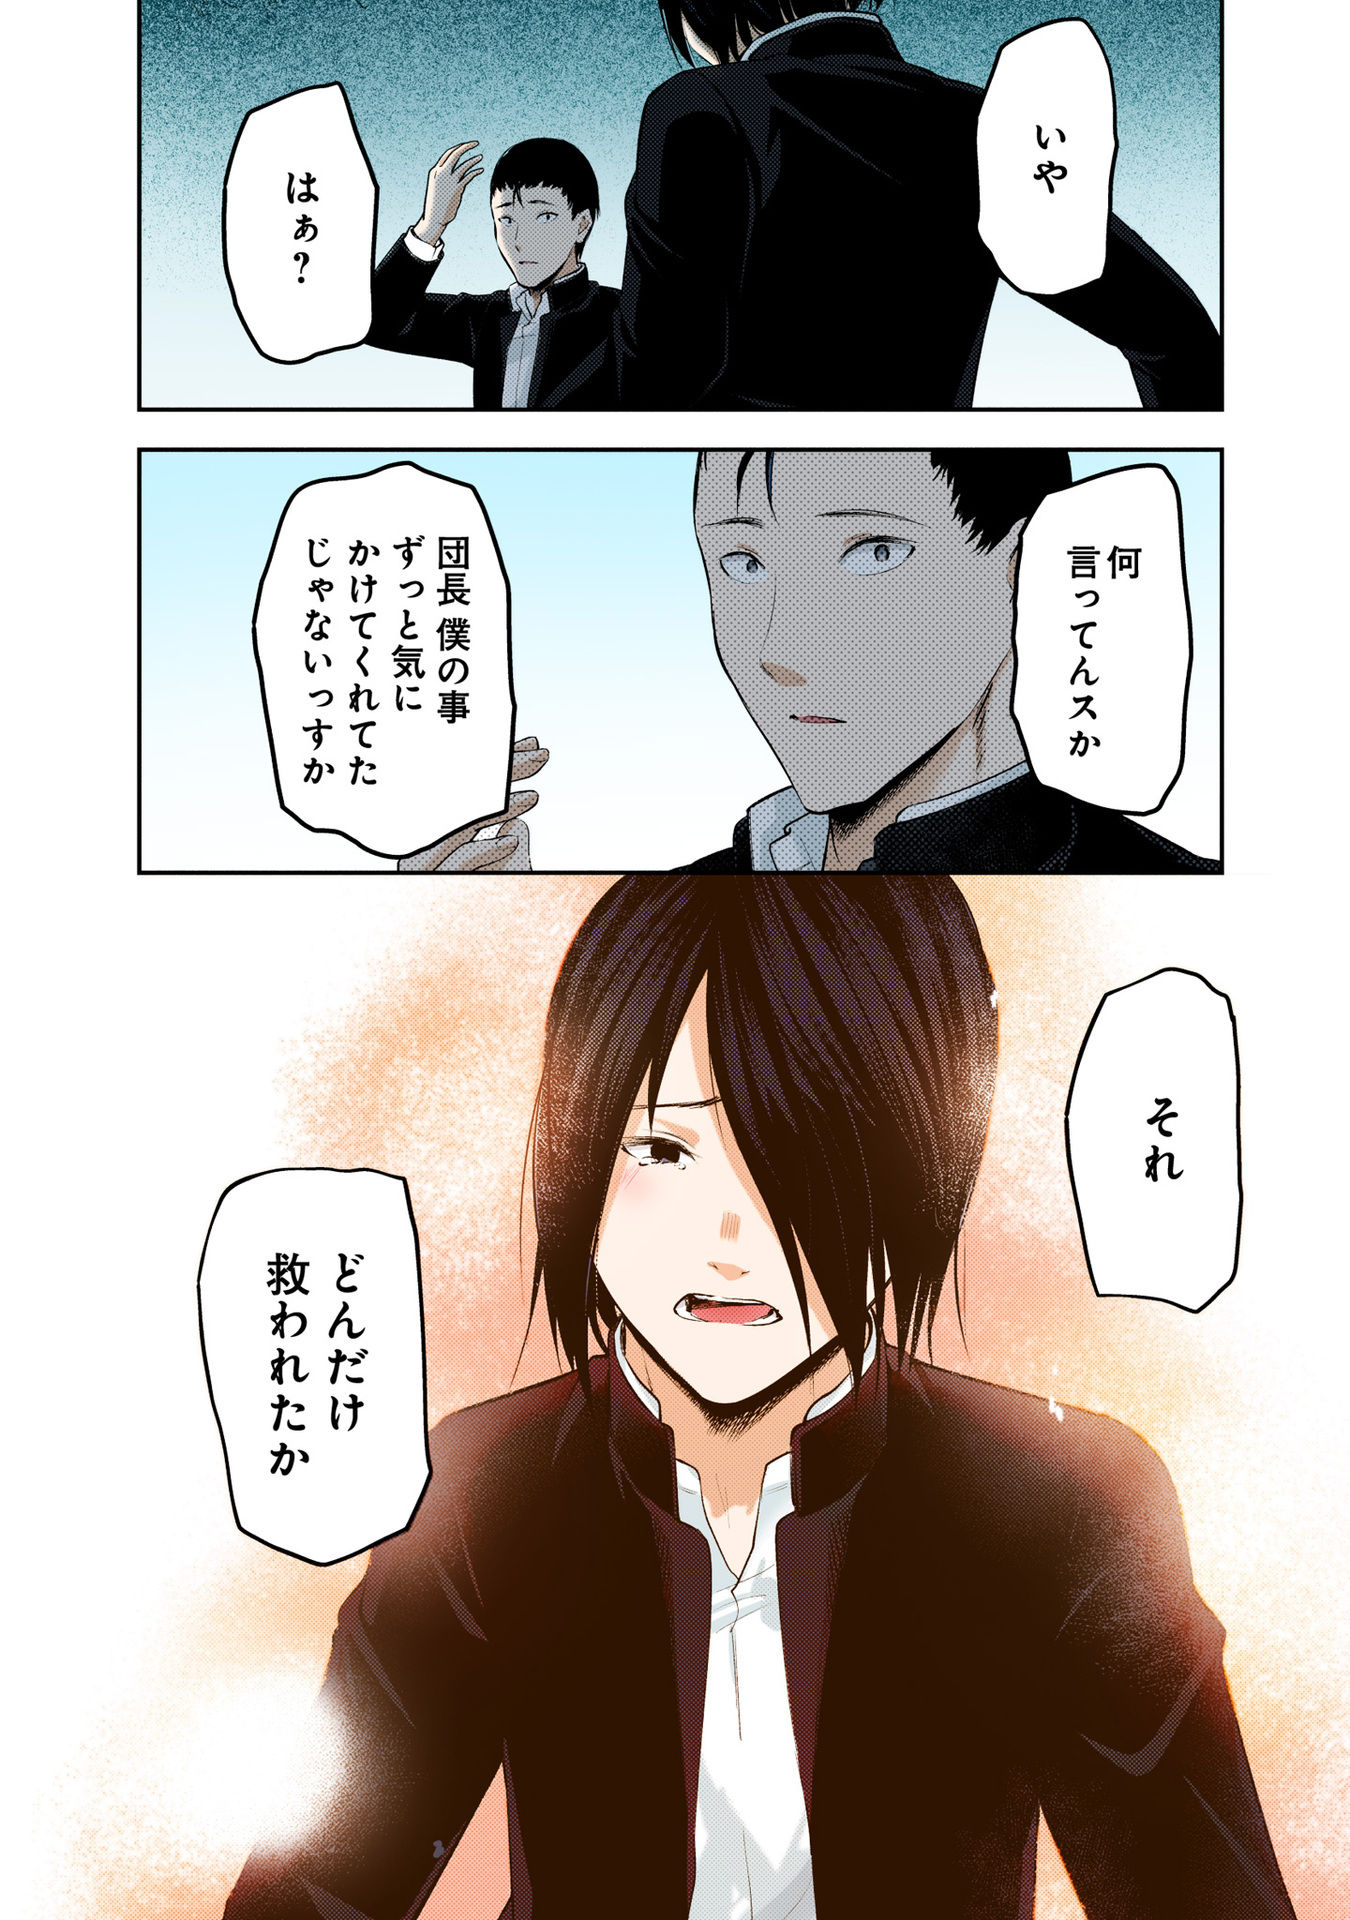 いや
はぁ?
何
言ってんスか
団長 僕の事
ずっと気に
かけてくれてた
じゃないっすか
それ
どんだけ
救われたか